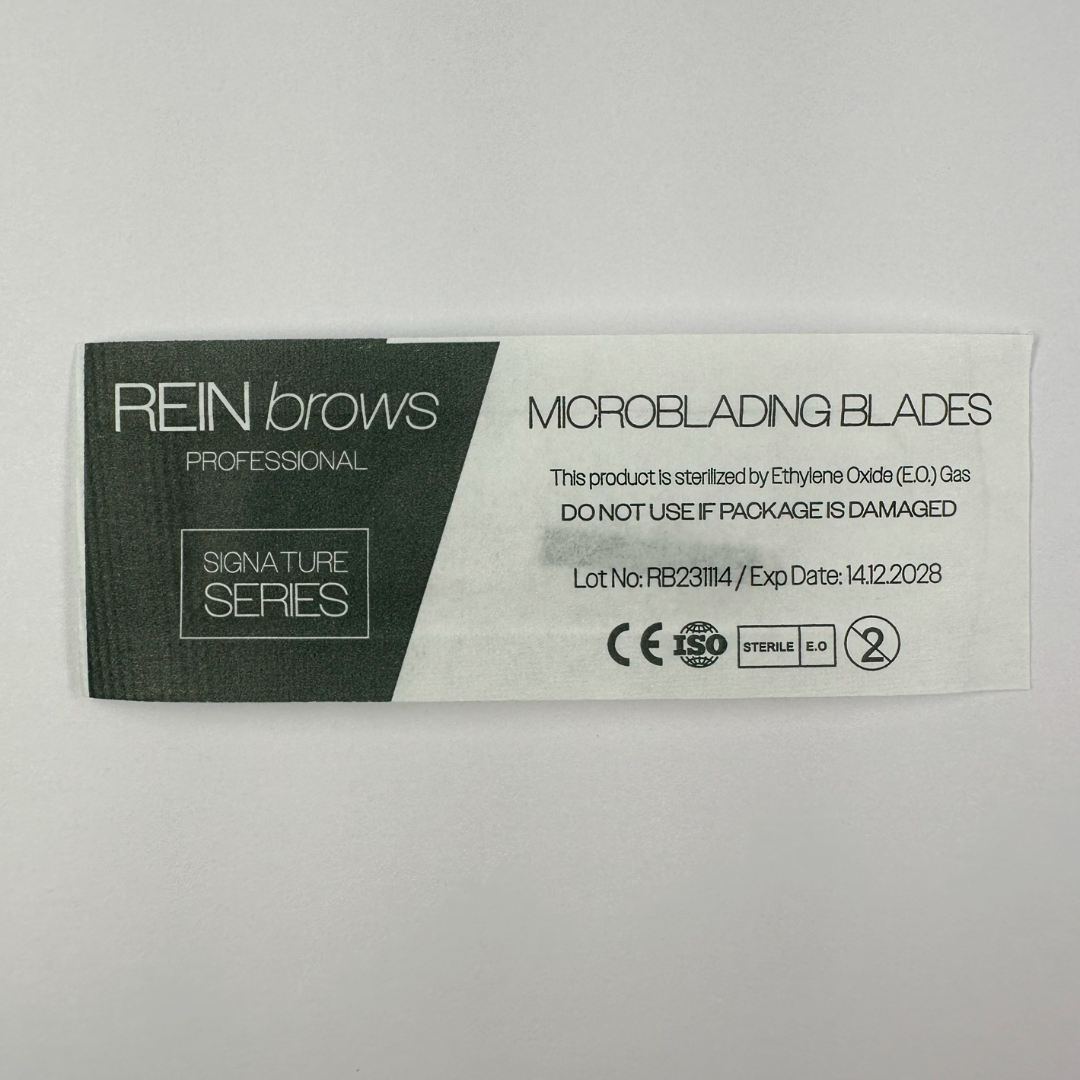 REIN brows
PROFESSIONAL
SIGNATURE
SERIES
MICROBLADING BLADES
This product is sterilized by Ethylene Oxide (E.O.) Gas
DO NOT USE IF PACKAGE IS DAMAGED
Lot No: RB231114 / Exp Date: 14.12.2028
CE ISO STERILE E.O 2